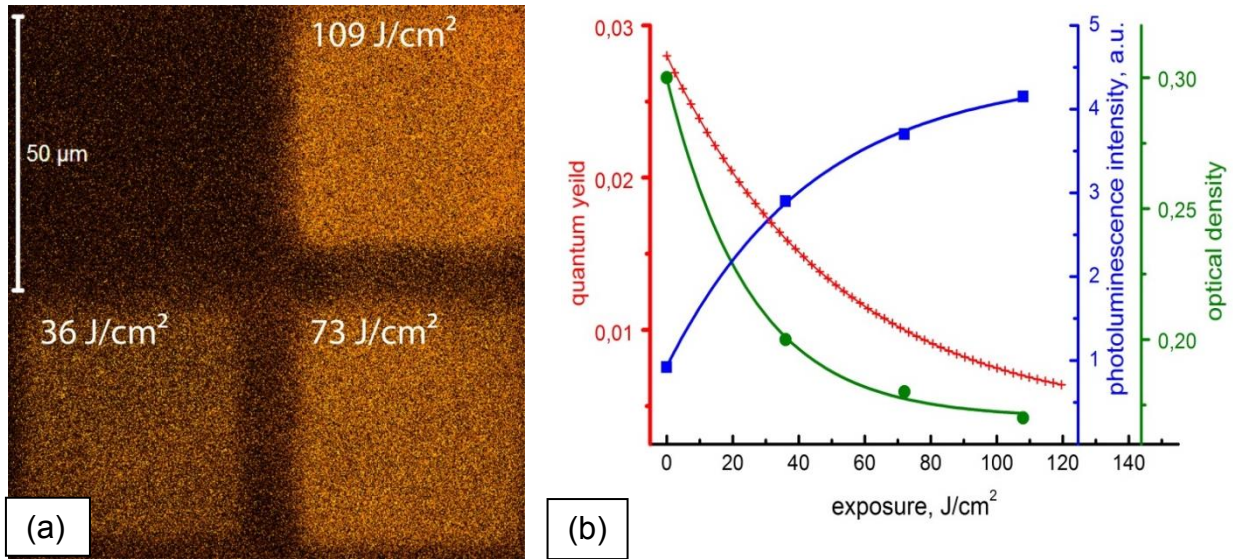 109 J/cm²
50 µm
36 J/cm²
73 J/cm²
(a)
0,03
0,02
0,01
quantum yeild
5
4
3
2
1
photoluminescence intensity, a.u.
0,30
0,25
0,20
optical density
0 20 40 60 80 100 120 140
exposure, J/cm²
(b)